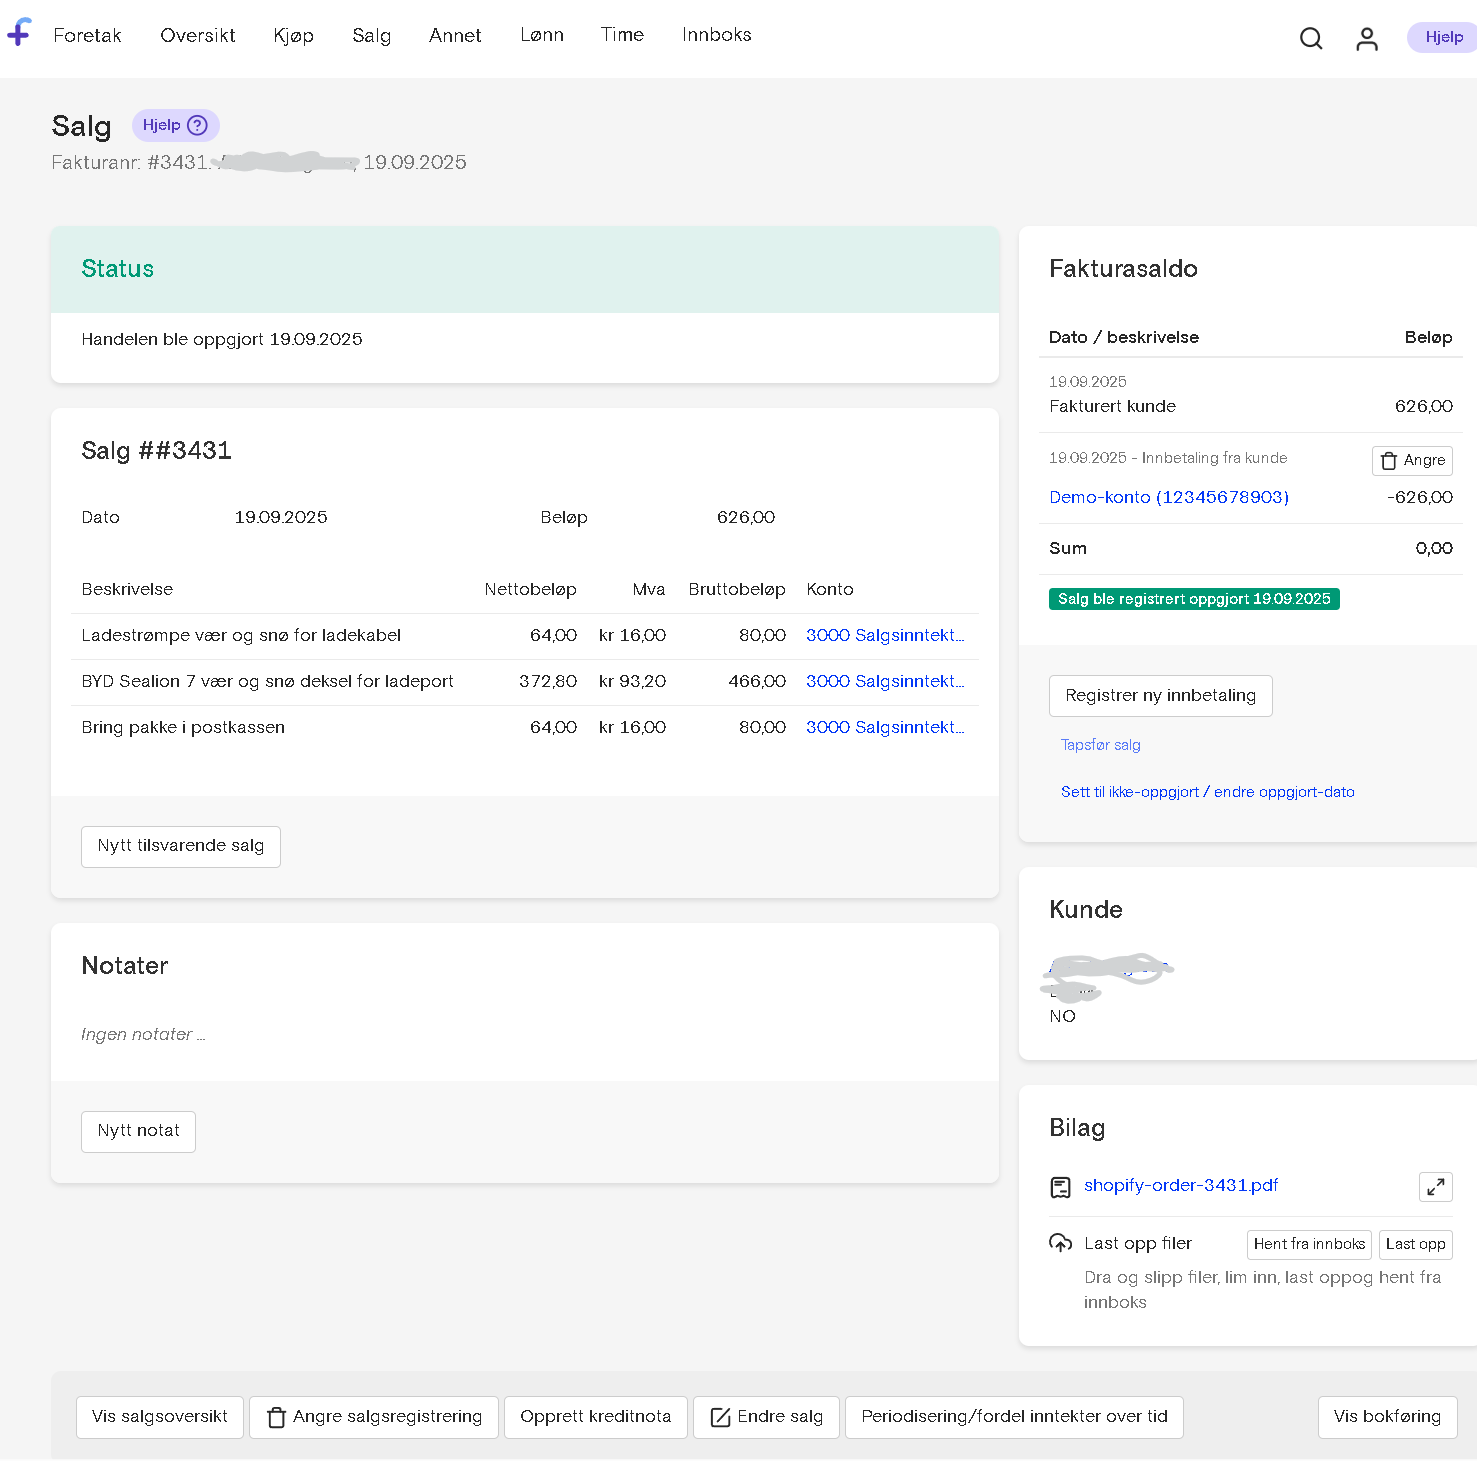 Foretak Oversikt Kjøp Salg Annet Lønn Time Innboks Hjelp
Salg Hjelp ?
Fakturanr: #3431. 19.09.2025
Status
Handelen ble oppgjort 19.09.2025
Salg ##3431
Dato 19.09.2025 Beløp 626,00
Beskrivelse Nettobeløp Mva Bruttobeløp Konto
Ladestrømpe vær og snø for ladekabel 64,00 kr 16,00 80,00 3000 Salgsinntekt...
BYD Sealion 7 vær og snø deksel for ladeport 372,80 kr 93,20 466,00 3000 Salgsinntekt...
Bring pakke i postkassen 64,00 kr 16,00 80,00 3000 Salgsinntekt...
Nytt tilsvarende salg
Notater
Ingen notater ...
Nytt notat
Fakturasaldo
Dato / beskrivelse Beløp
19.09.2025
Fakturert kunde 626,00
19.09.2025 - Innbetaling fra kunde Angre
Demo-konto (12345678903) -626,00
Sum 0,00
Salg ble registrert oppgjort 19.09.2025
Registrer ny innbetaling
Tapsfør salg
Sett til ikke-oppgjort / endre oppgjort-dato
Kunde
NO
Bilag
shopify-order-3431.pdf
Last opp filer Hent fra innboks Last opp
Dra og slipp filer, lim inn, last oppog hent fra
innboks
Vis salgsoversikt Angre salgsregistrering Opprett kreditnota Endre salg Periodisering/fordel inntekter over tid Vis bokføring